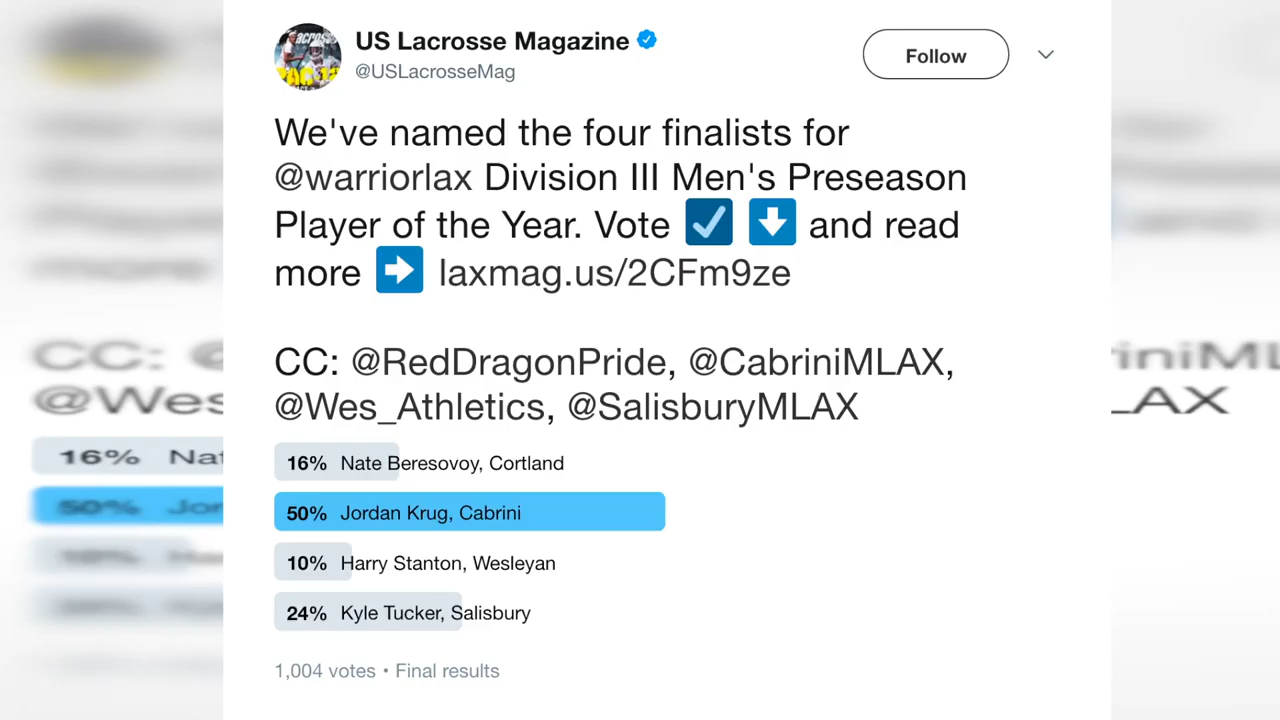 US Lacrosse Magazine
@USLacrosseMag
Follow
We've named the four finalists for
@warriorlax Division III Men's Preseason
Player of the Year. Vote ☑️ ⬇️ and read
more ➡️ laxmag.us/2CFm9ze
CC: @RedDragonPride, @CabriniMLAX,
@Wes_Athletics, @SalisburyMLAX
16% Nate Beresovoy, Cortland
50% Jordan Krug, Cabrini
10% Harry Stanton, Wesleyan
24% Kyle Tucker, Salisbury
1,004 votes • Final results